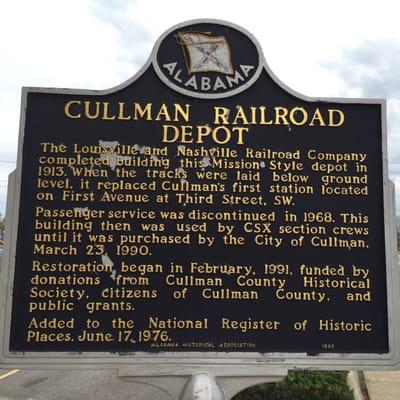 ALABAMA
CULLMAN RAILROAD
DEPOT
The Louisville and Nashville Railroad Company
completed building this Mission Style depot in
1913. When the tracks were laid below ground
level, it replaced Cullman's first station located
on First Avenue at Third Street, SW.
Passenger service was discontinued in 1968. This
building then was used by CSX section crews
until it was purchased by the City of Cullman,
March 23, 1990.
Restoration began in February, 1991, funded by
donations from Cullman County Historical
Society, citizens of Cullman County, and
public grants.
Added to the National Register of Historic
Places, June 17, 1976.
ALABAMA HISTORICAL ASSOCIATION